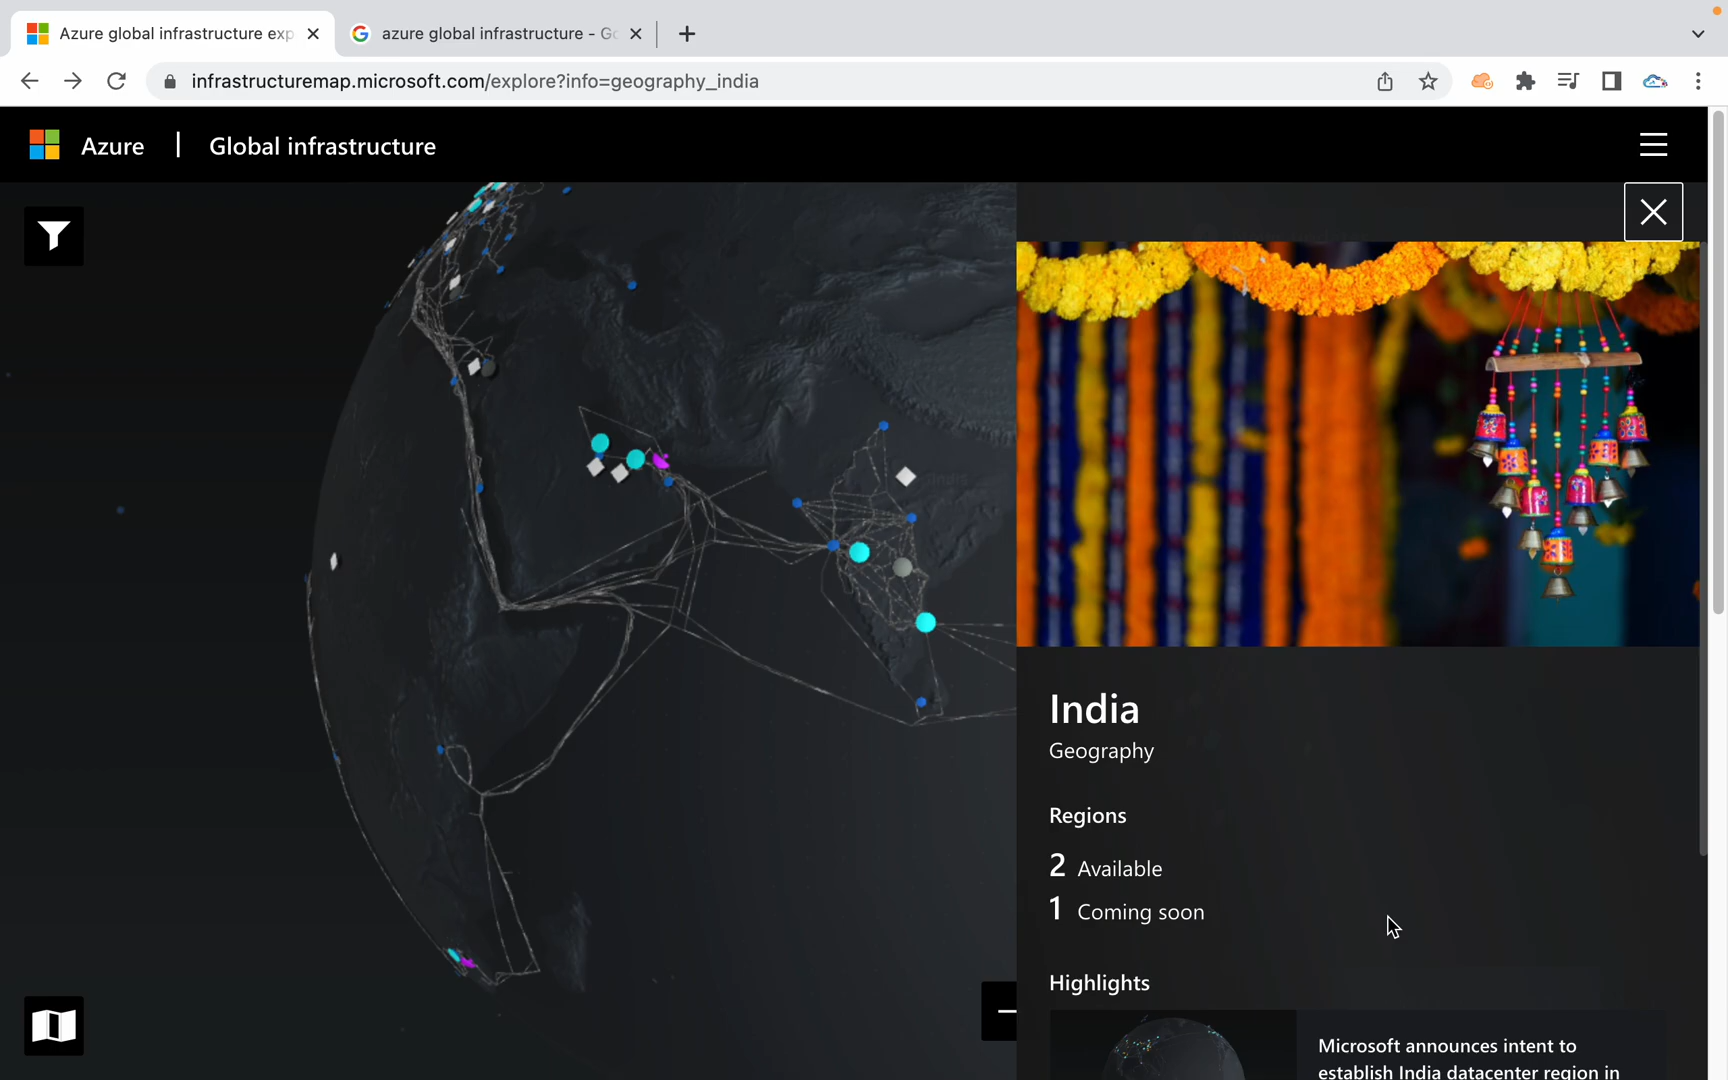 Azure global infrastructure exp
azure global infrastructure - Go
infrastructuremap.microsoft.com/explore?info=geography_india
Azure | Global infrastructure
India
Geography
Regions
2 Available
1 Coming soon
Highlights
Microsoft announces intent to
establish India datacenter region in